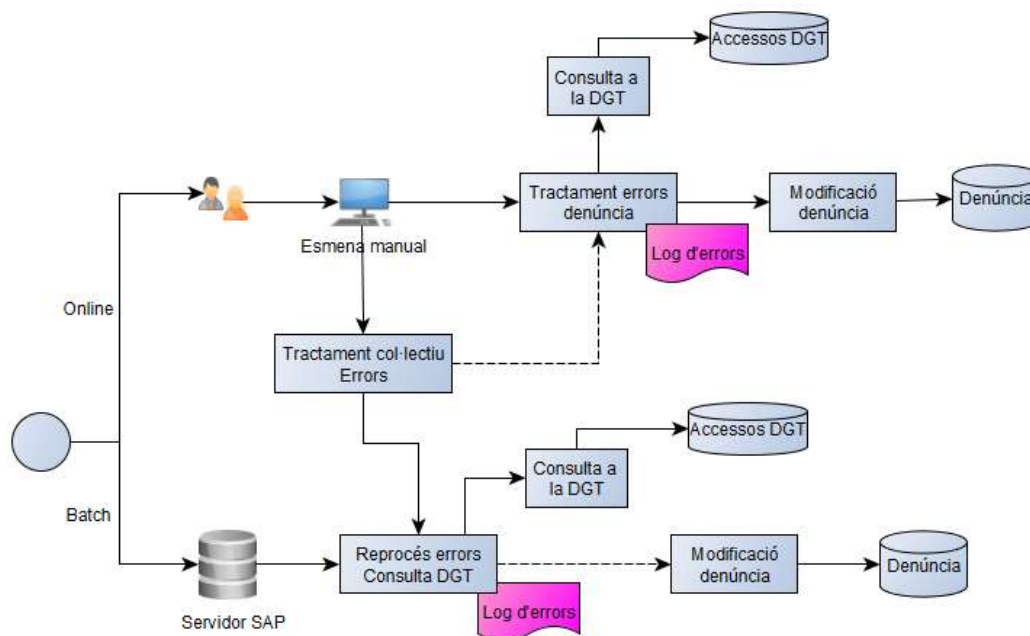 Accessos DGT
Consulta a
la DGT
Tractament errors
denúncia
Modificació
denúncia
Denúncia
Esmena manual
Log d'errors
Online
Tractament col·lectiu
Errors
Accessos DGT
Consulta a
la DGT
Batch
Reprocés errors
Consulta DGT
Modificació
denúncia
Denúncia
Log d'errors
Servidor SAP